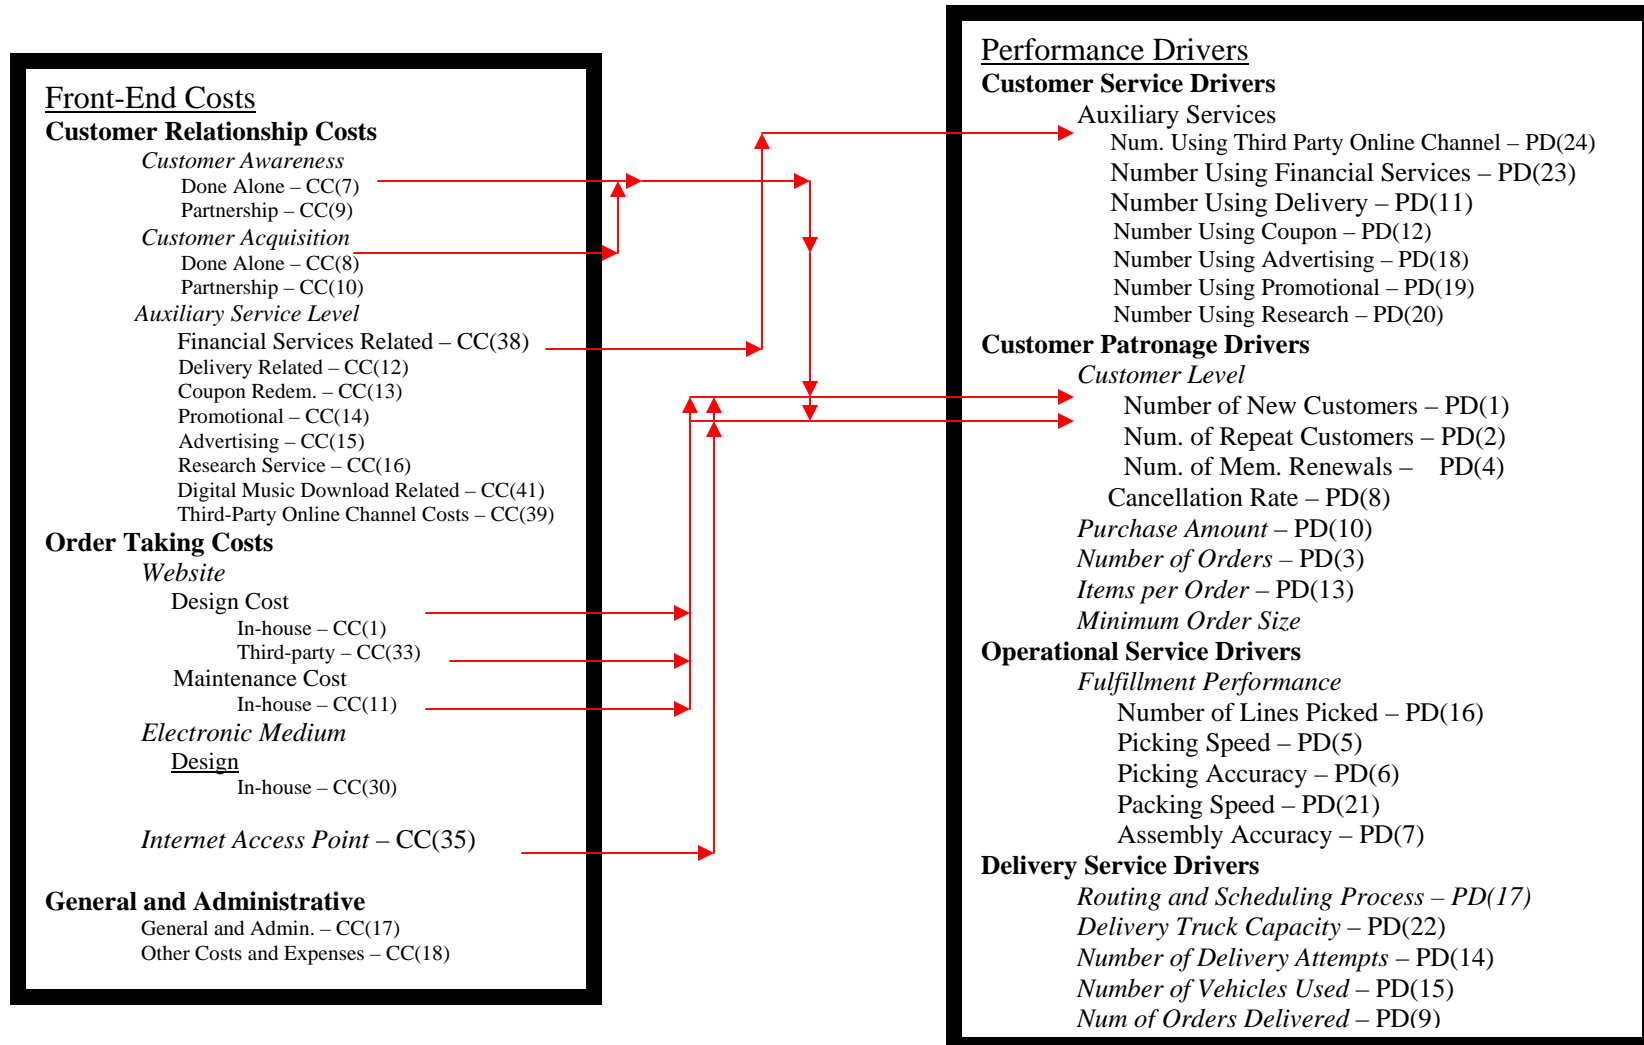 Front-End Costs
Customer Relationship Costs
Customer Awareness
Done Alone – CC(7)
Partnership – CC(9)
Customer Acquisition
Done Alone – CC(8)
Partnership – CC(10)
Auxiliary Service Level
Financial Services Related – CC(38)
Delivery Related – CC(12)
Coupon Redem. – CC(13)
Promotional – CC(14)
Advertising – CC(15)
Research Service – CC(16)
Digital Music Download Related – CC(41)
Third-Party Online Channel Costs – CC(39)
Order Taking Costs
Website
Design Cost
In-house – CC(1)
Third-party – CC(33)
Maintenance Cost
In-house – CC(11)
Electronic Medium
Design
In-house – CC(30)
Internet Access Point – CC(35)
General and Administrative
General and Admin. – CC(17)
Other Costs and Expenses – CC(18)
Performance Drivers
Customer Service Drivers
Auxiliary Services
Num. Using Third Party Online Channel – PD(24)
Number Using Financial Services – PD(23)
Number Using Delivery – PD(11)
Number Using Coupon – PD(12)
Number Using Advertising – PD(18)
Number Using Promotional – PD(19)
Number Using Research – PD(20)
Customer Patronage Drivers
Customer Level
Number of New Customers – PD(1)
Num. of Repeat Customers – PD(2)
Num. of Mem. Renewals – PD(4)
Cancellation Rate – PD(8)
Purchase Amount – PD(10)
Number of Orders – PD(3)
Items per Order – PD(13)
Minimum Order Size
Operational Service Drivers
Fulfillment Performance
Number of Lines Picked – PD(16)
Picking Speed – PD(5)
Picking Accuracy – PD(6)
Packing Speed – PD(21)
Assembly Accuracy – PD(7)
Delivery Service Drivers
Routing and Scheduling Process – PD(17)
Delivery Truck Capacity – PD(22)
Number of Delivery Attempts – PD(14)
Number of Vehicles Used – PD(15)
Num of Orders Delivered – PD(9)